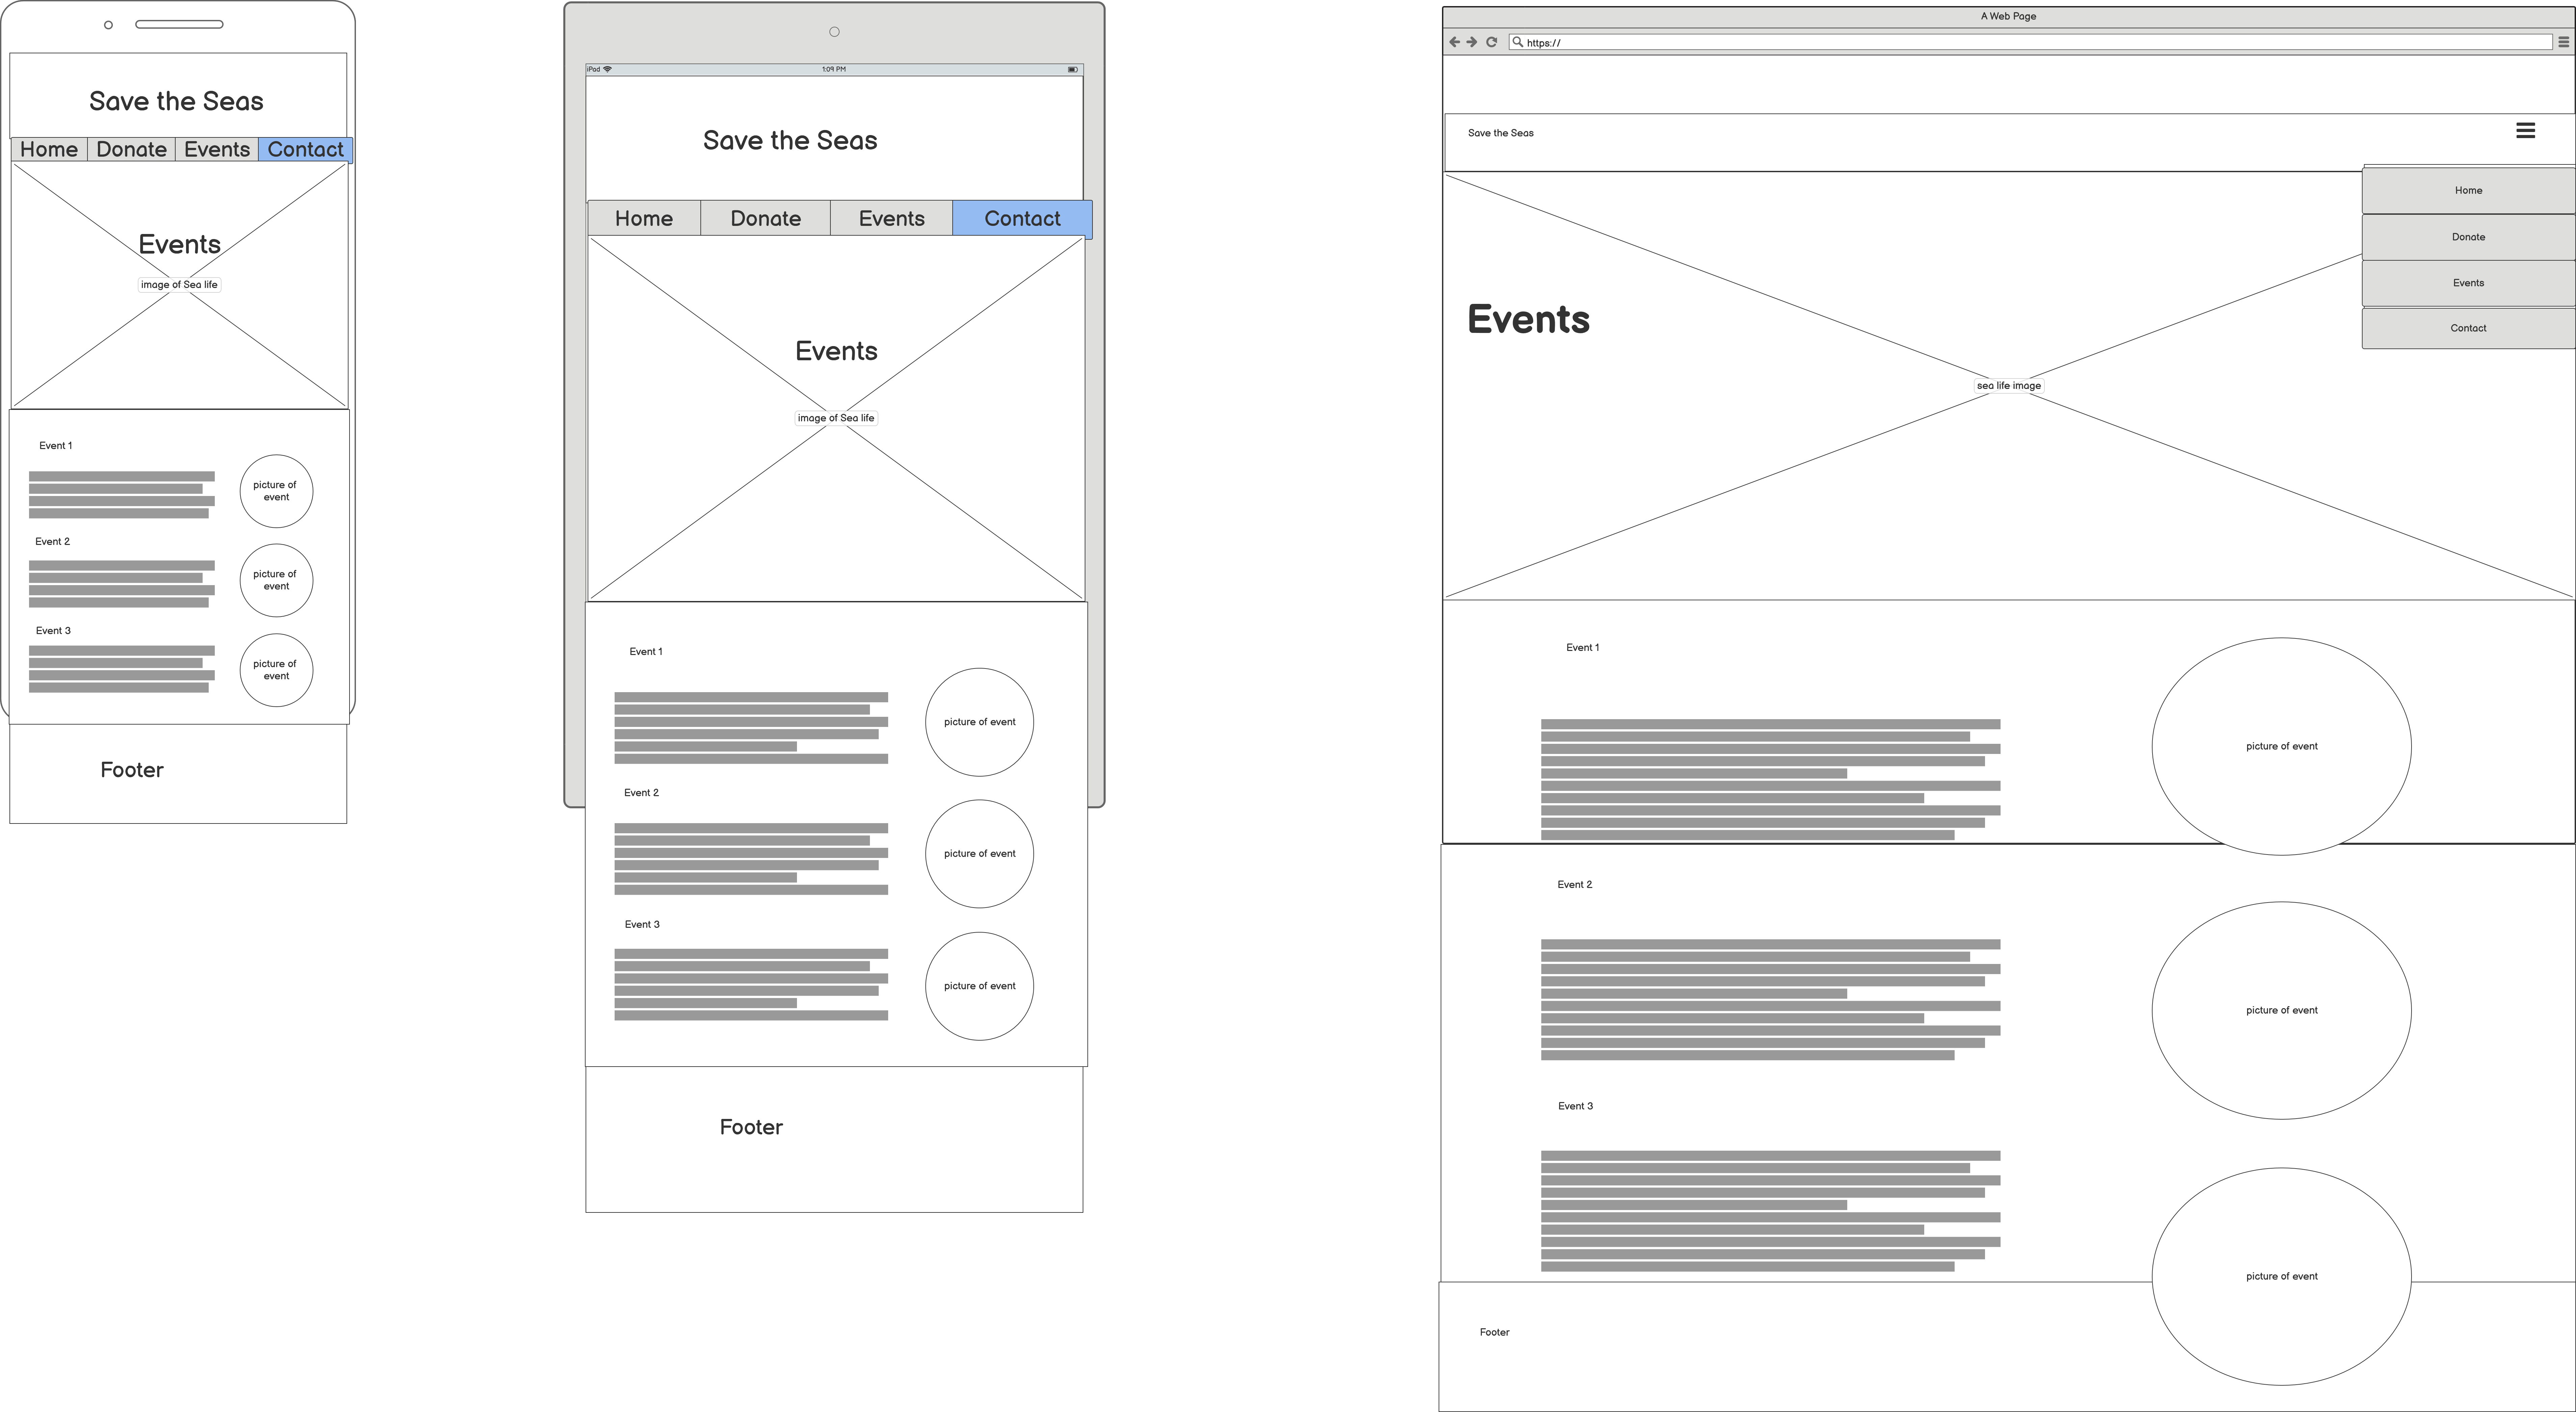 Save the Seas
Home Donate Events Contact
Events
image of Sea life
Event 1
picture of
event
Event 2
picture of
event
Event 3
picture of
event
Footer
iPad 1:09 PM
Save the Seas
Home Donate Events Contact
Events
image of Sea life
Event 1
picture of event
Event 2
picture of event
Event 3
picture of event
Footer
A Web Page
https://
Save the Seas
Home
Donate
Events
Contact
Events
sea life image
Event 1
picture of event
Event 2
picture of event
Event 3
picture of event
Footer